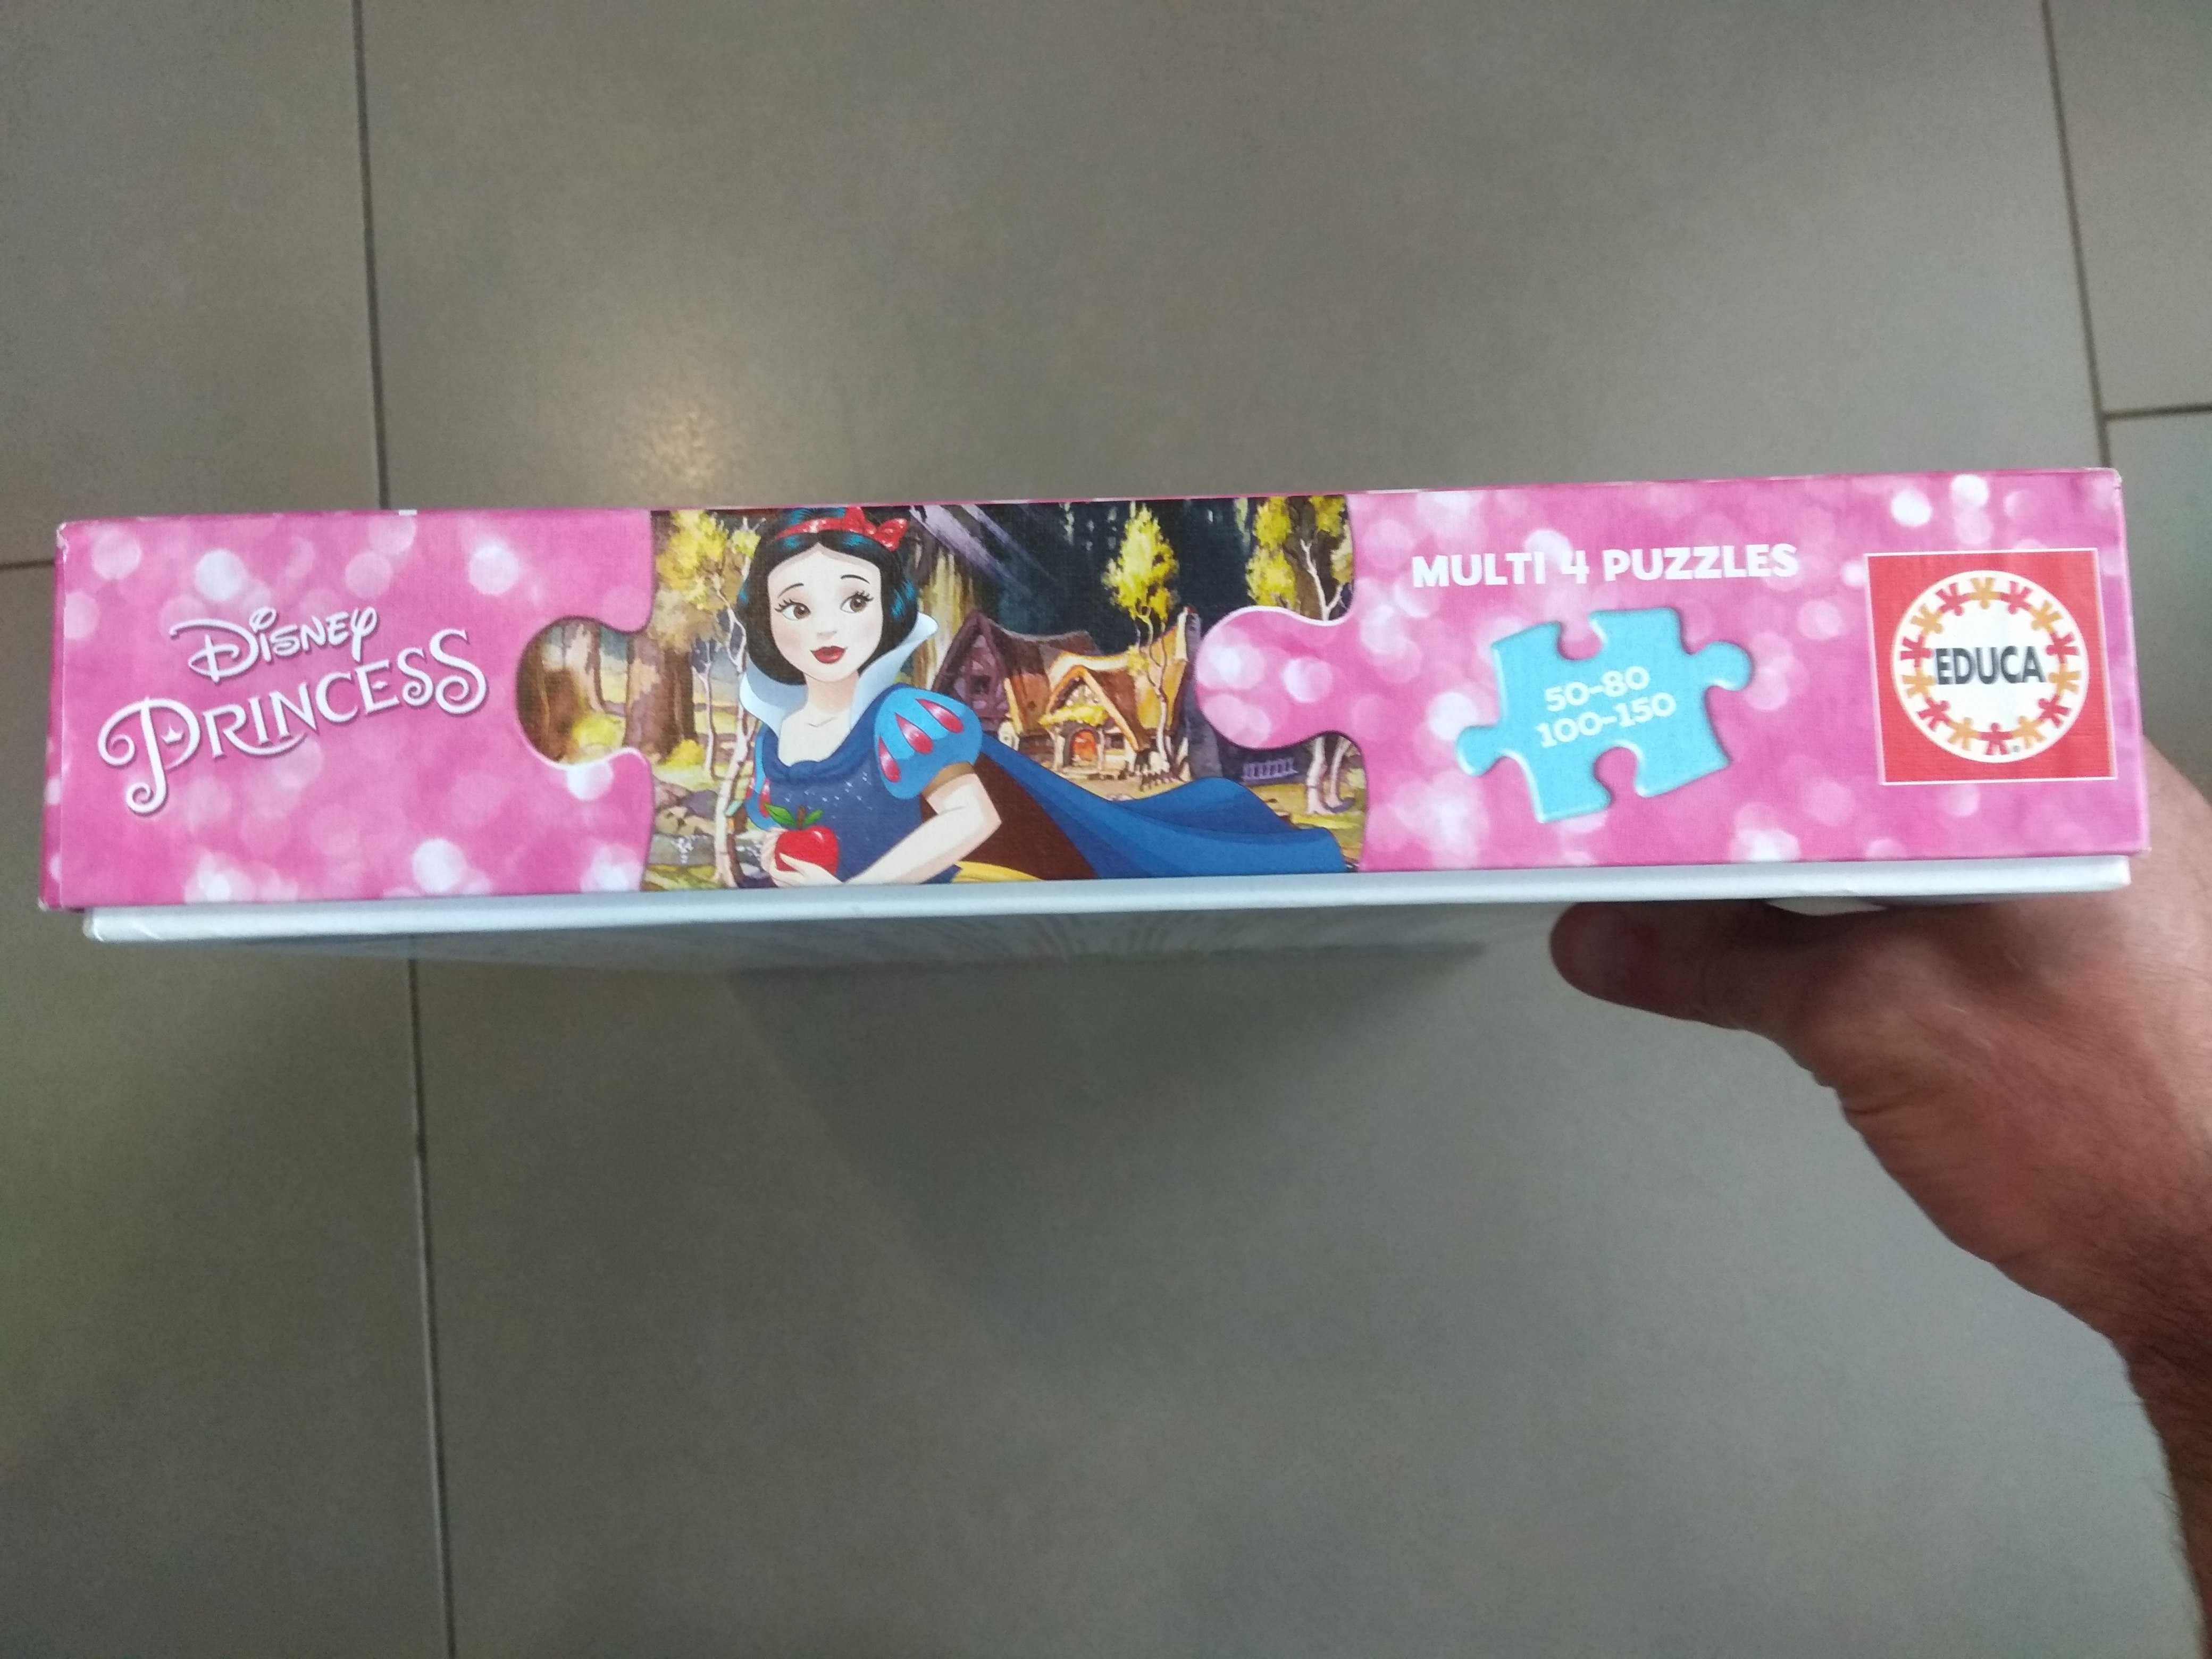 Disney
PRINCESS
MULTI 4 PUZZLES
50-80
100-150
EDUCA